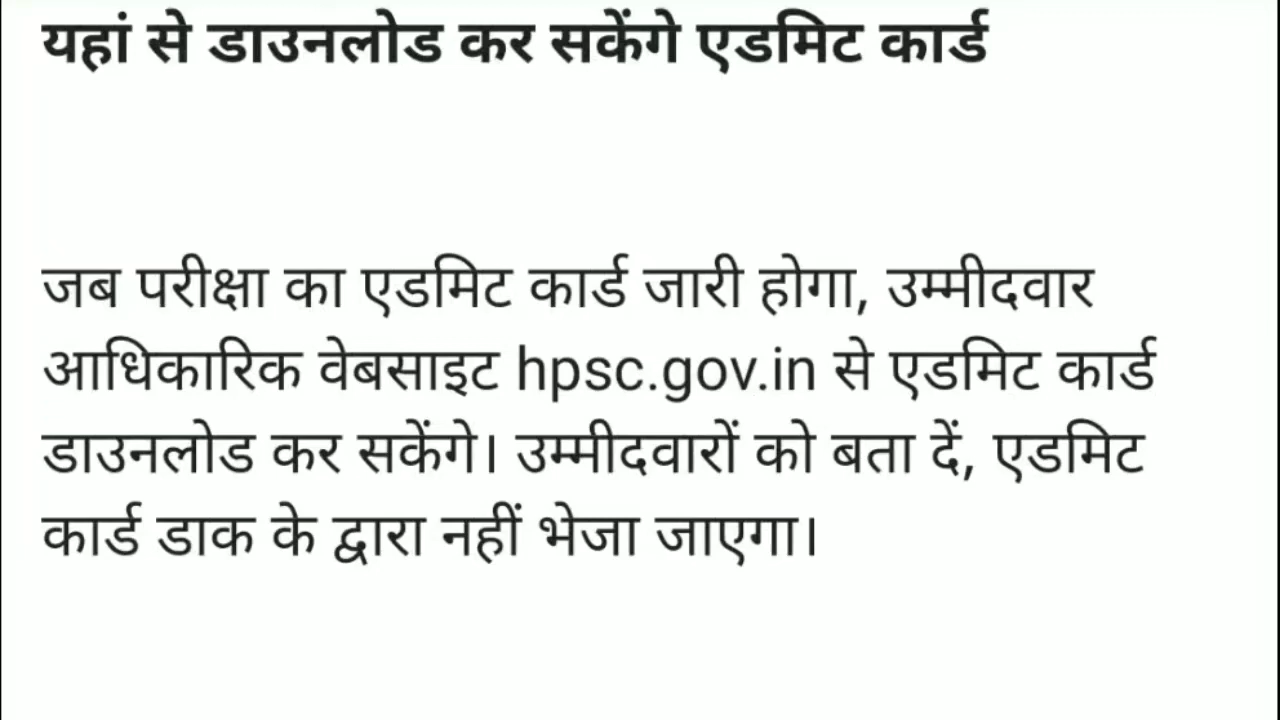 यहां से डाउनलोड कर सकेंगे एडमिट कार्ड
जब परीक्षा का एडमिट कार्ड जारी होगा, उम्मीदवार
आधिकारिक वेबसाइट hpsc.gov.in से एडमिट कार्ड
डाउनलोड कर सकेंगे। उम्मीदवारों को बता दें, एडमिट
कार्ड डाक के द्वारा नहीं भेजा जाएगा।